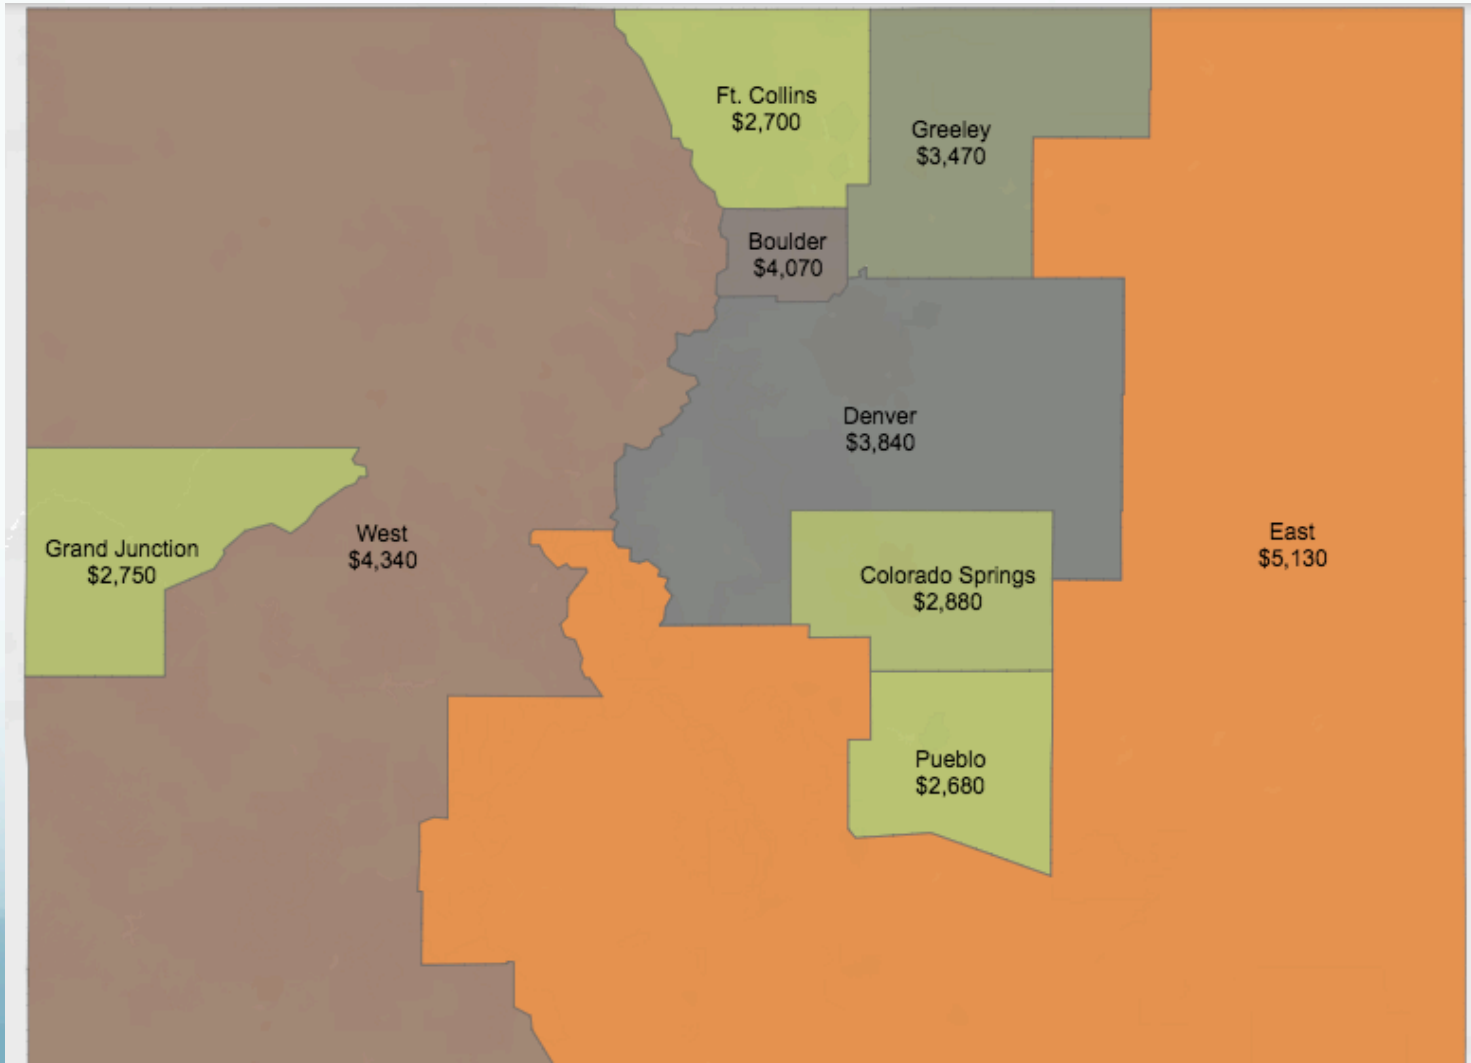 Ft. Collins
$2,700
Greeley
$3,470
Boulder
$4,070
Denver
$3,840
West
$4,340
East
$5,130
Grand Junction
$2,750
Colorado Springs
$2,880
Pueblo
$2,680